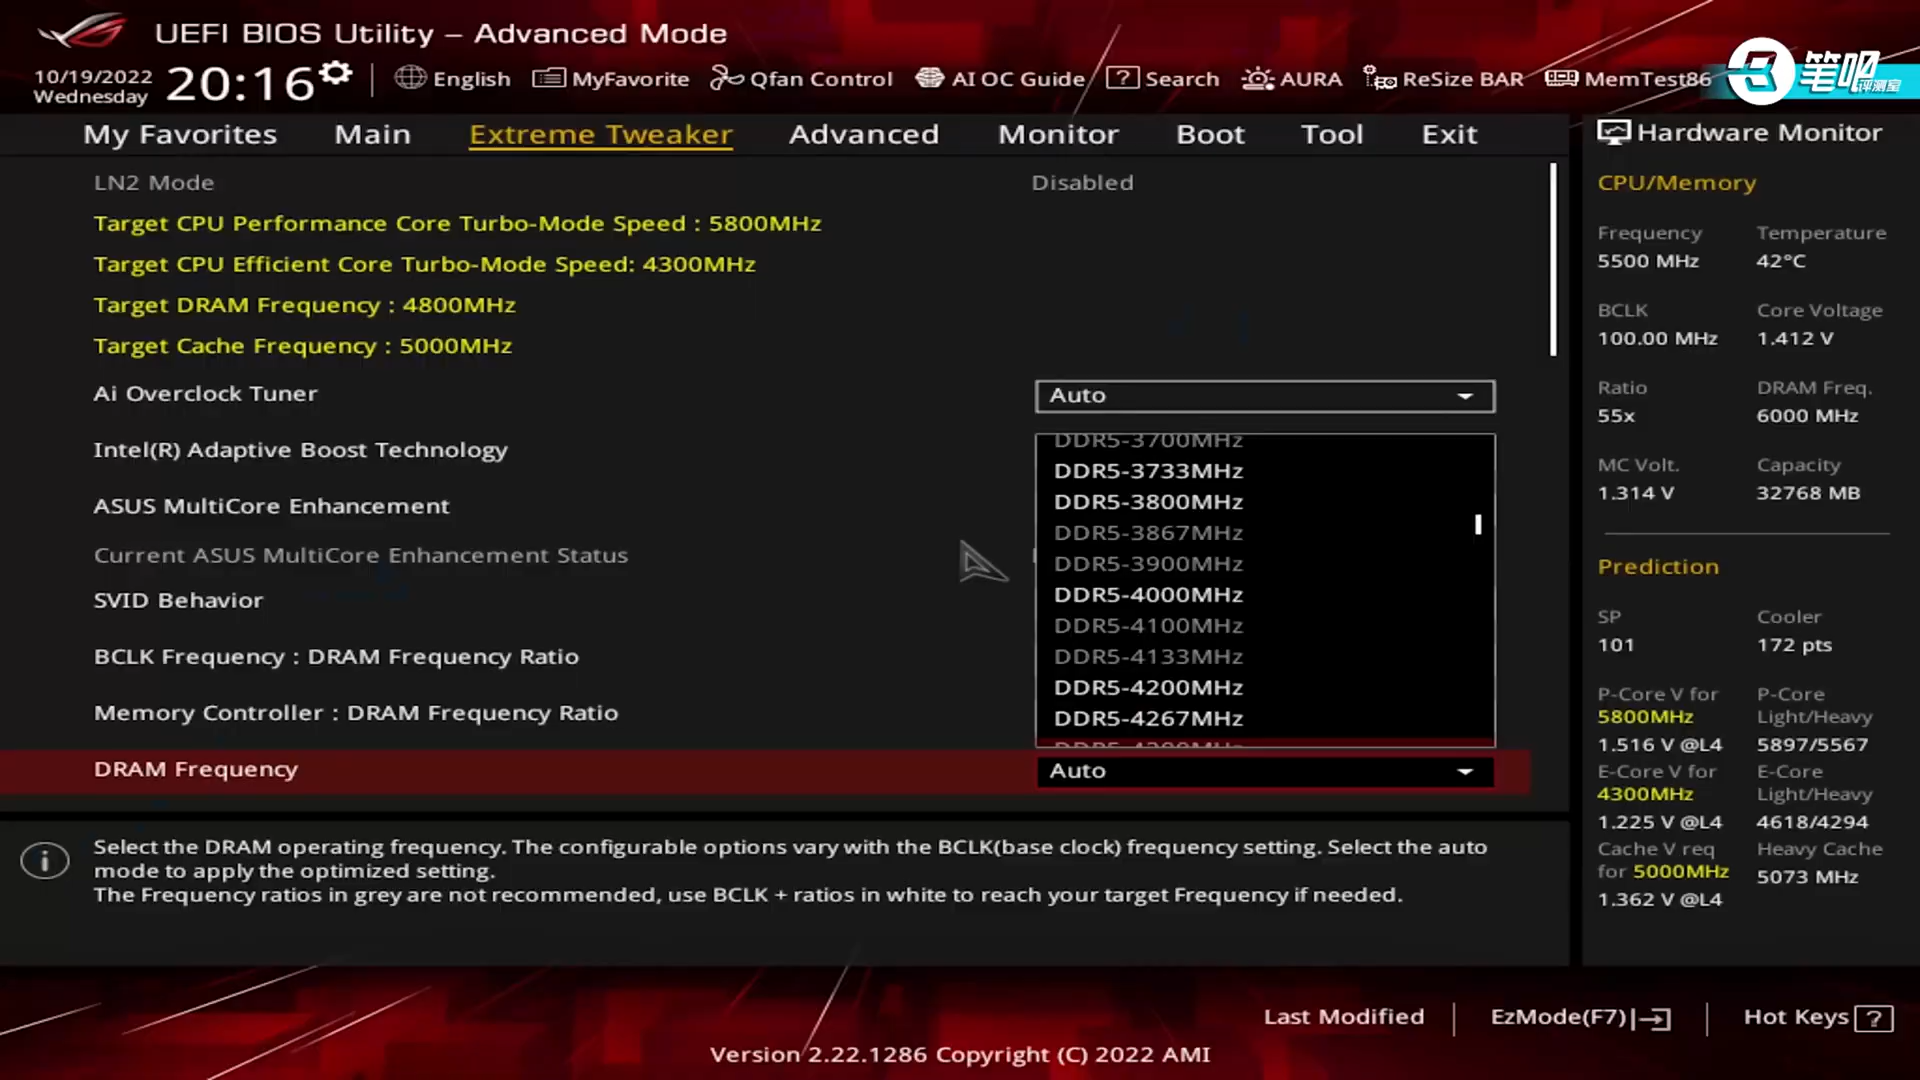 UEFI BIOS Utility – Advanced Mode
10/19/2022
Wednesday
20:16
English
MyFavorite
Qfan Control
AI OC Guide
? Search
AURA
ReSize BAR
MemTest86
笔吧
评测室
My Favorites
Main
Extreme Tweaker
Advanced
Monitor
Boot
Tool
Exit
LN2 Mode
Disabled
Target CPU Performance Core Turbo-Mode Speed : 5800MHz
Target CPU Efficient Core Turbo-Mode Speed: 4300MHz
Target DRAM Frequency : 4800MHz
Target Cache Frequency : 5000MHz
Ai Overclock Tuner
Auto
Intel(R) Adaptive Boost Technology
ASUS MultiCore Enhancement
Current ASUS MultiCore Enhancement Status
SVID Behavior
BCLK Frequency : DRAM Frequency Ratio
Memory Controller : DRAM Frequency Ratio
DDR5-3700MHz
DDR5-3733MHz
DDR5-3800MHz
DDR5-3867MHz
DDR5-3900MHz
DDR5-4000MHz
DDR5-4100MHz
DDR5-4133MHz
DDR5-4200MHz
DDR5-4267MHz
DRAM Frequency
Auto
Select the DRAM operating frequency. The configurable options vary with the BCLK(base clock) frequency setting. Select the auto
mode to apply the optimized setting.
The Frequency ratios in grey are not recommended, use BCLK + ratios in white to reach your target Frequency if needed.
Hardware Monitor
CPU/Memory
Frequency Temperature
5500 MHz 42°C
BCLK Core Voltage
100.00 MHz 1.412 V
Ratio DRAM Freq.
55x 6000 MHz
MC Volt. Capacity
1.314 V 32768 MB
Prediction
SP Cooler
101 172 pts
P-Core V for P-Core
5800MHz Light/Heavy
1.516 V @L4 5897/5567
E-Core V for E-Core
4300MHz Light/Heavy
1.225 V @L4 4618/4294
Cache V req Heavy Cache
for 5000MHz 5073 MHz
1.362 V @L4
Last Modified
EzMode(F7)
Hot Keys ?
Version 2.22.1286 Copyright (C) 2022 AMI